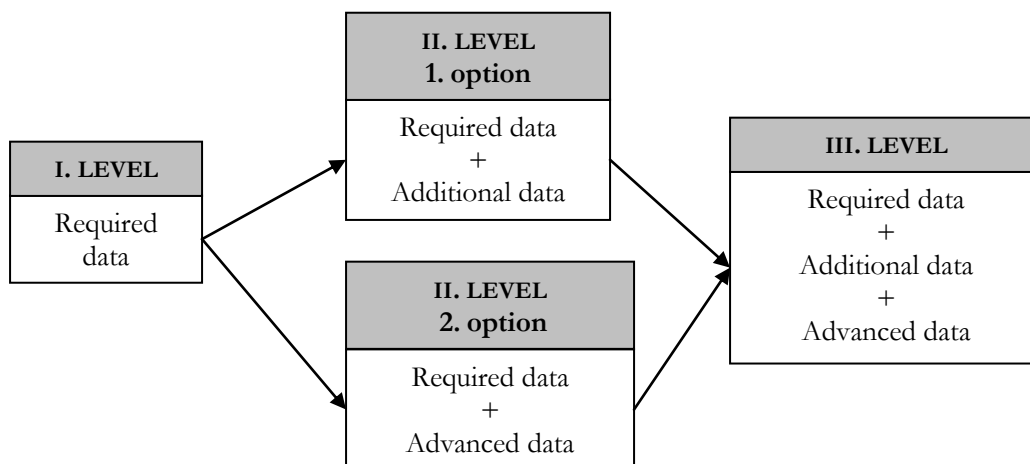 I. LEVEL
Required
data
II. LEVEL
1. option
Required data
+
Additional data
II. LEVEL
2. option
Required data
+
Advanced data
III. LEVEL
Required data
+
Additional data
+
Advanced data